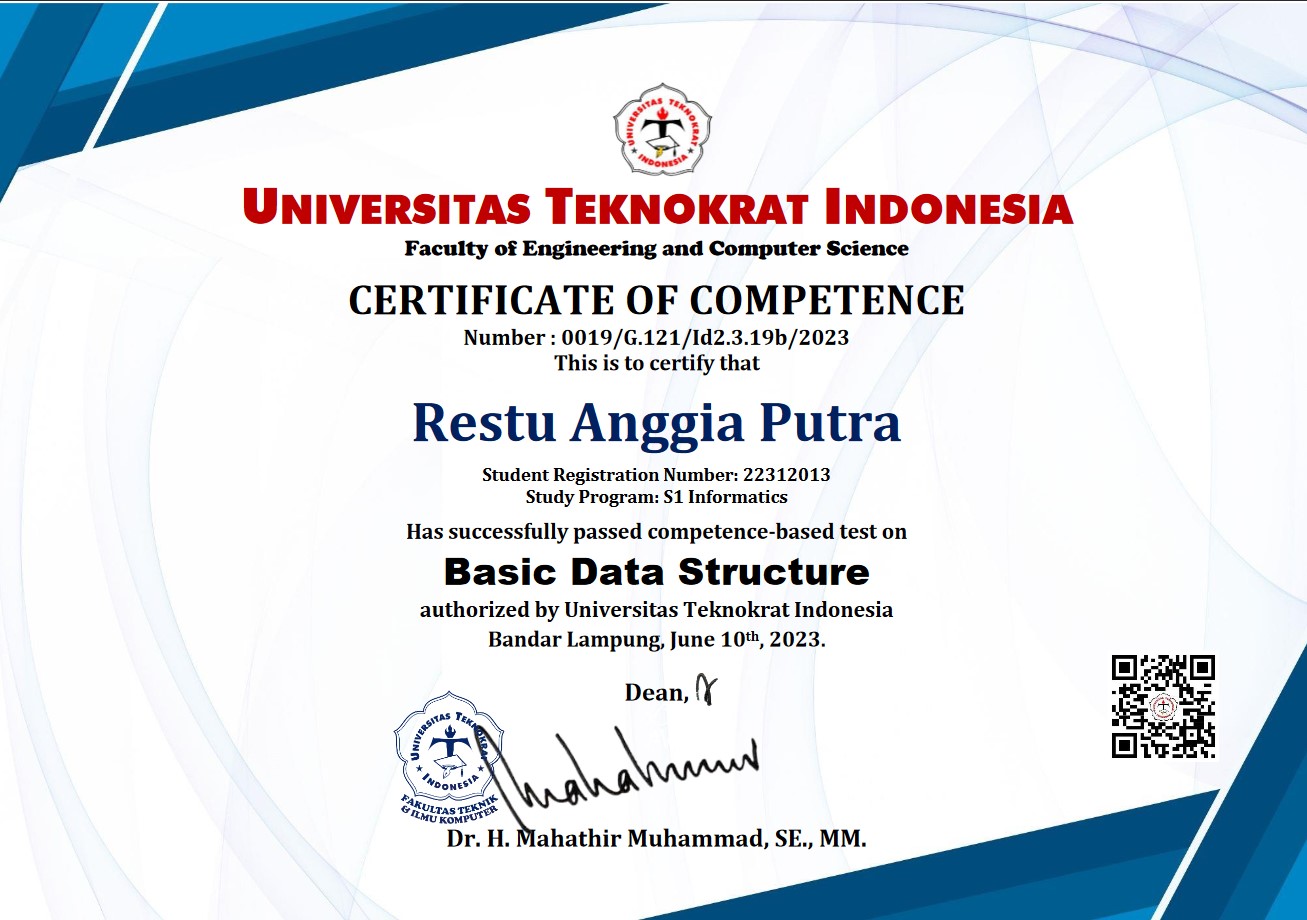 UNIVERSITAS TEKNOKRAT
INDONESIA
UNIVERSITAS TEKNOKRAT INDONESIA
Faculty of Engineering and Computer Science
CERTIFICATE OF COMPETENCE
Number : 0019/G.121/Id2.3.19b/2023
This is to certify that
Restu Anggia Putra
Student Registration Number: 22312013
Study Program: S1 Informatics
Has successfully passed competence-based test on
Basic Data Structure
authorized by Universitas Teknokrat Indonesia
Bandar Lampung, June 10th, 2023.
Dean,
UNIVERSITAS TEKNOKRAT
INDONESIA
FAKULTAS TEKNIK
& ILMU KOMPUTER
Dr. H. Mahathir Muhammad, SE., MM.